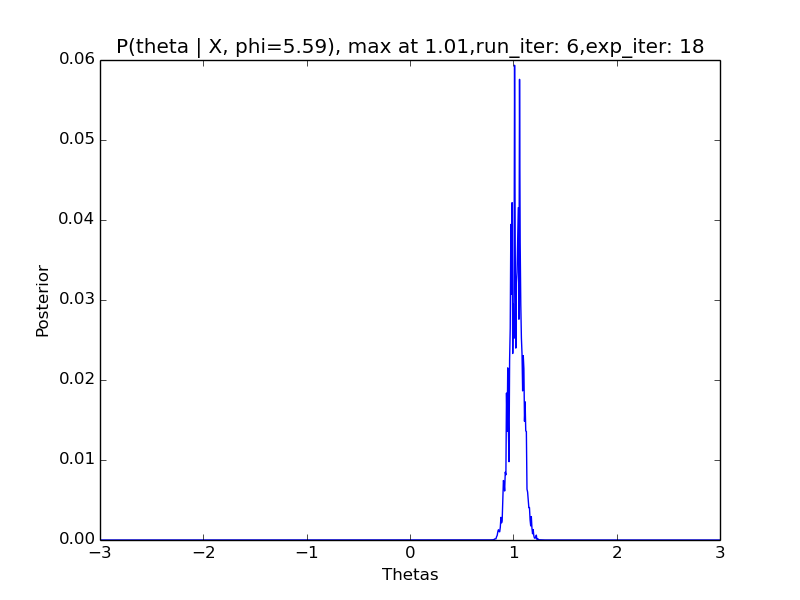 P(theta | X, phi=5.59), max at 1.01,run_iter: 6,exp_iter: 18
0.06
0.05
0.04
0.03
0.02
0.01
0.00
Posterior
−3 −2 −1 0 1 2 3
Thetas